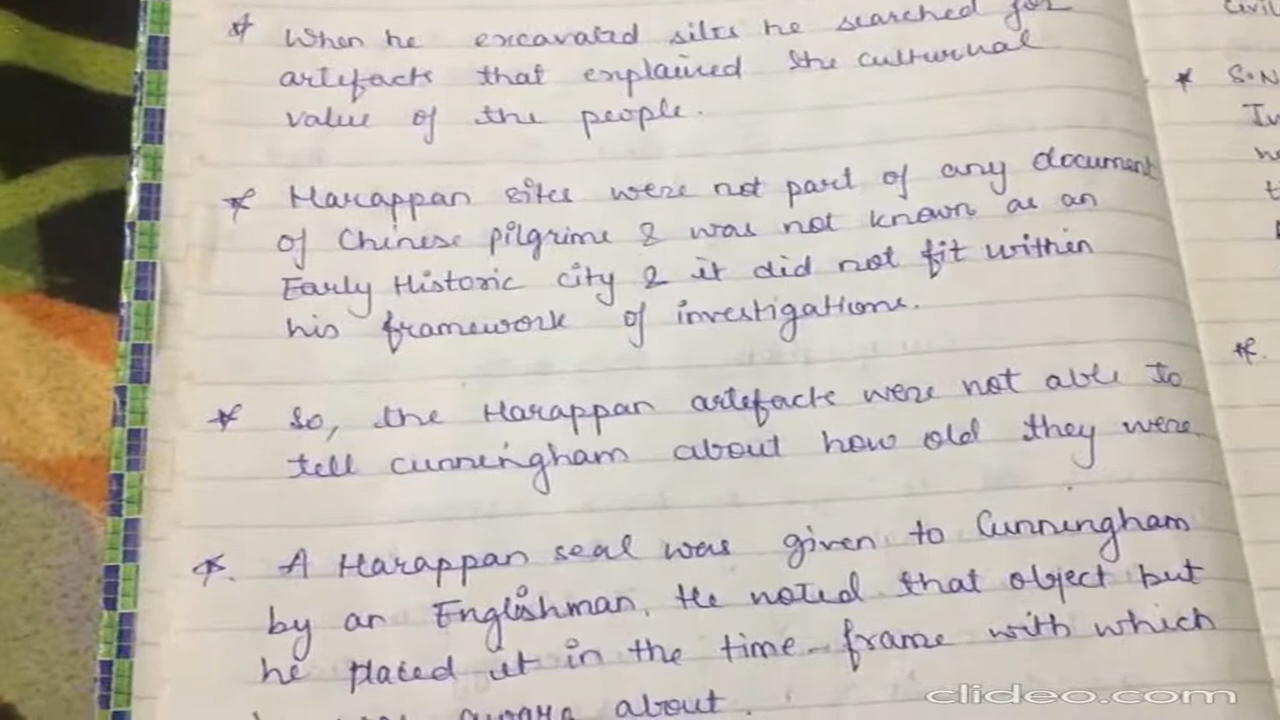 * When he excavated sites he searched for
artefacts that explained the culturnal
value of the people.
* Harappan sites were not part of any document
of Chinese pilgrims & was not known as an
Early Historic city & it did not fit within
his framework of investigations.
* So, the Harappan artefacts were not able to
tell cunningham about how old they were
*. A Harappan seal was given to Cunningham
by an Englishman. He noted that object but
he placed it in the time-frame with which
about.
* S.N
*.
clideo.com